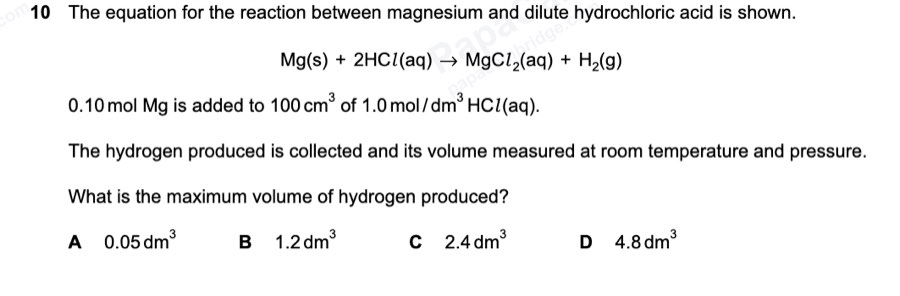 10 The equation for the reaction between magnesium and dilute hydrochloric acid is shown.
Mg(s) + 2HCl(aq) → MgCl₂(aq) + H₂(g)
0.10 mol Mg is added to 100 cm³ of 1.0 mol / dm³ HCl(aq).
The hydrogen produced is collected and its volume measured at room temperature and pressure.
What is the maximum volume of hydrogen produced?
A 0.05 dm³ B 1.2 dm³ C 2.4 dm³ D 4.8 dm³